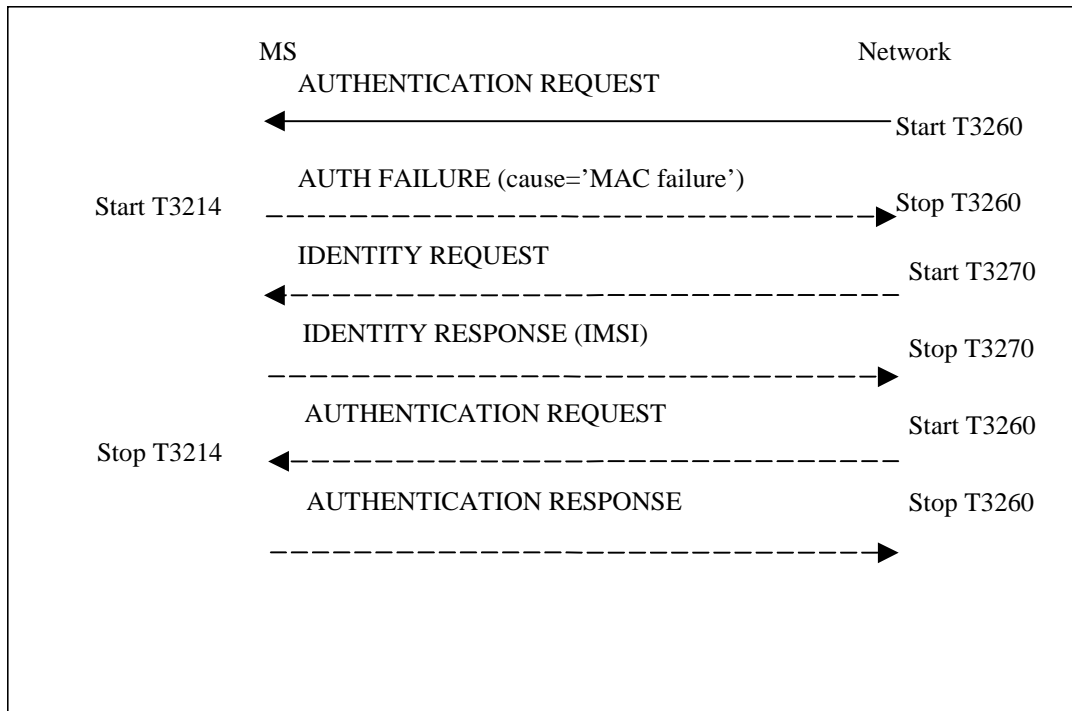 MS Network
AUTHENTICATION REQUEST
Start T3260
AUTH FAILURE (cause=’MAC failure’)
Start T3214 Stop T3260
IDENTITY REQUEST
Start T3270
IDENTITY RESPONSE (IMSI)
Stop T3270
AUTHENTICATION REQUEST
Start T3260
Stop T3214
AUTHENTICATION RESPONSE Stop T3260